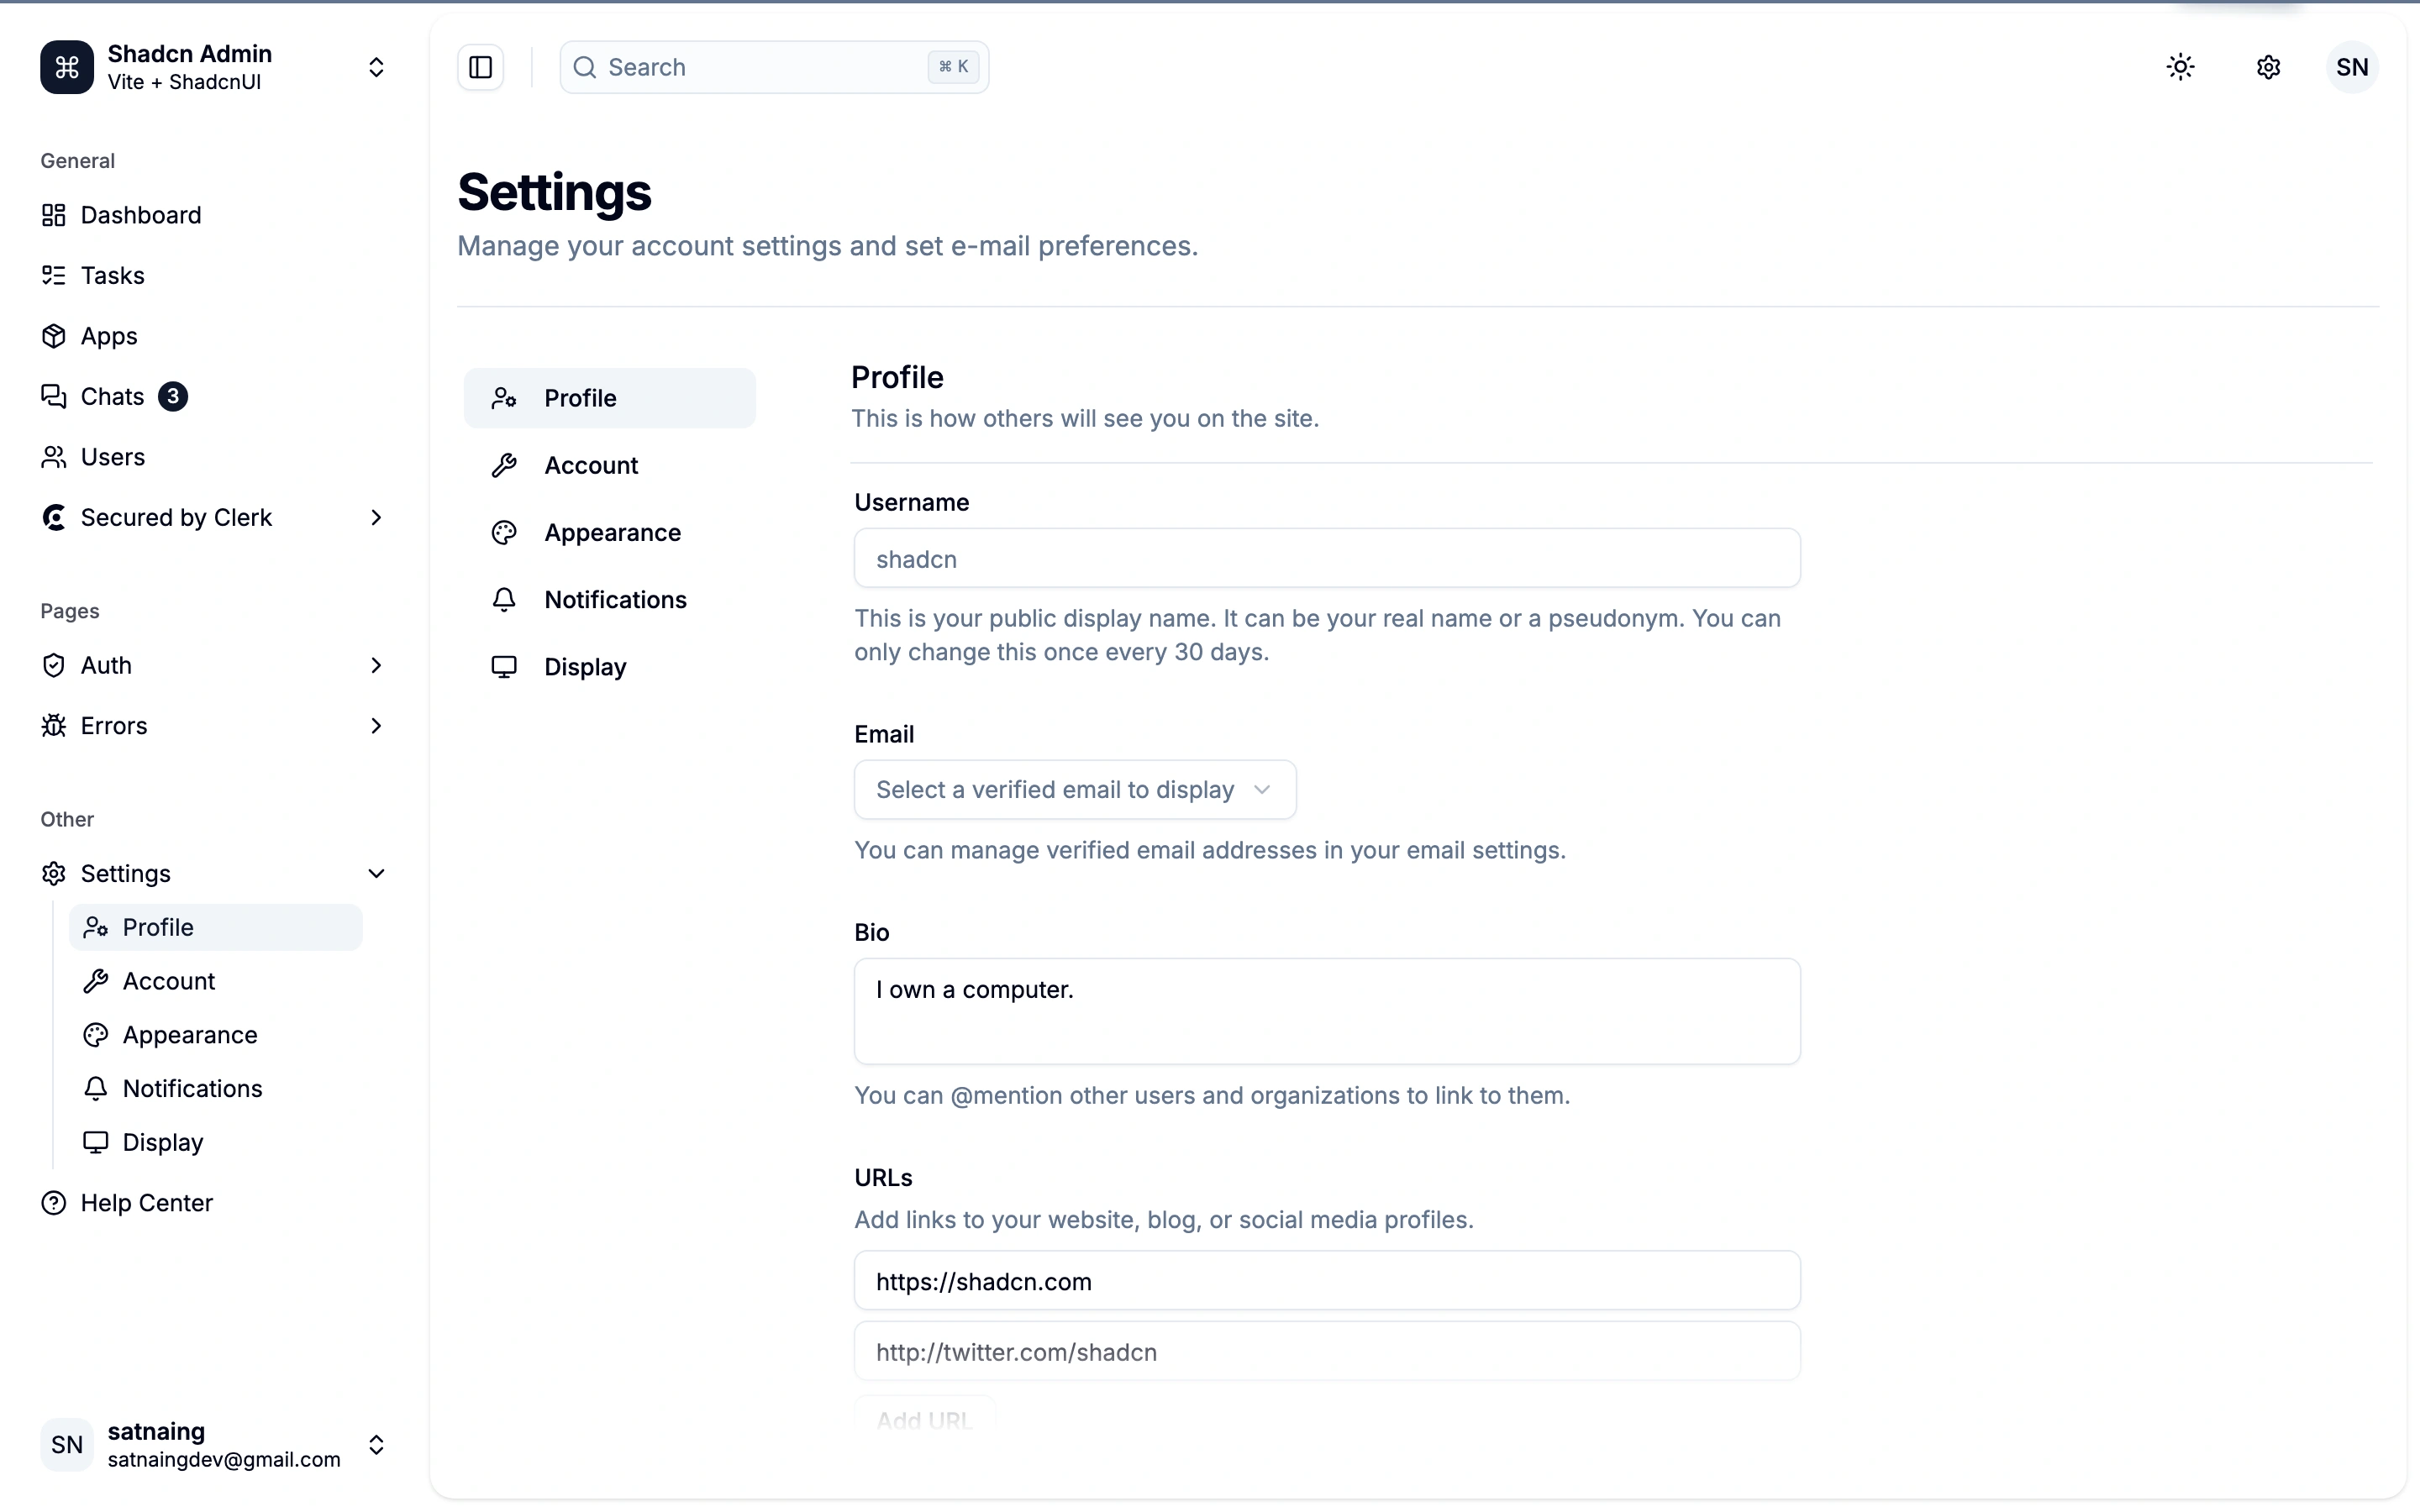 Shadcn Admin
Vite + ShadcnUI
General
Dashboard
Tasks
Apps
Chats 3
Users
Secured by Clerk
Pages
Auth
Errors
Other
Settings
Profile
Account
Appearance
Notifications
Display
Help Center
SN
satnaing
satnaingdev@gmail.com
Search
⌘ K
SN
Settings
Manage your account settings and set e-mail preferences.
Profile
Account
Appearance
Notifications
Display
Profile
This is how others will see you on the site.
Username
shadcn
This is your public display name. It can be your real name or a pseudonym. You can
only change this once every 30 days.
Email
Select a verified email to display
You can manage verified email addresses in your email settings.
Bio
I own a computer.
You can @mention other users and organizations to link to them.
URLs
Add links to your website, blog, or social media profiles.
https://shadcn.com
http://twitter.com/shadcn
Add URL